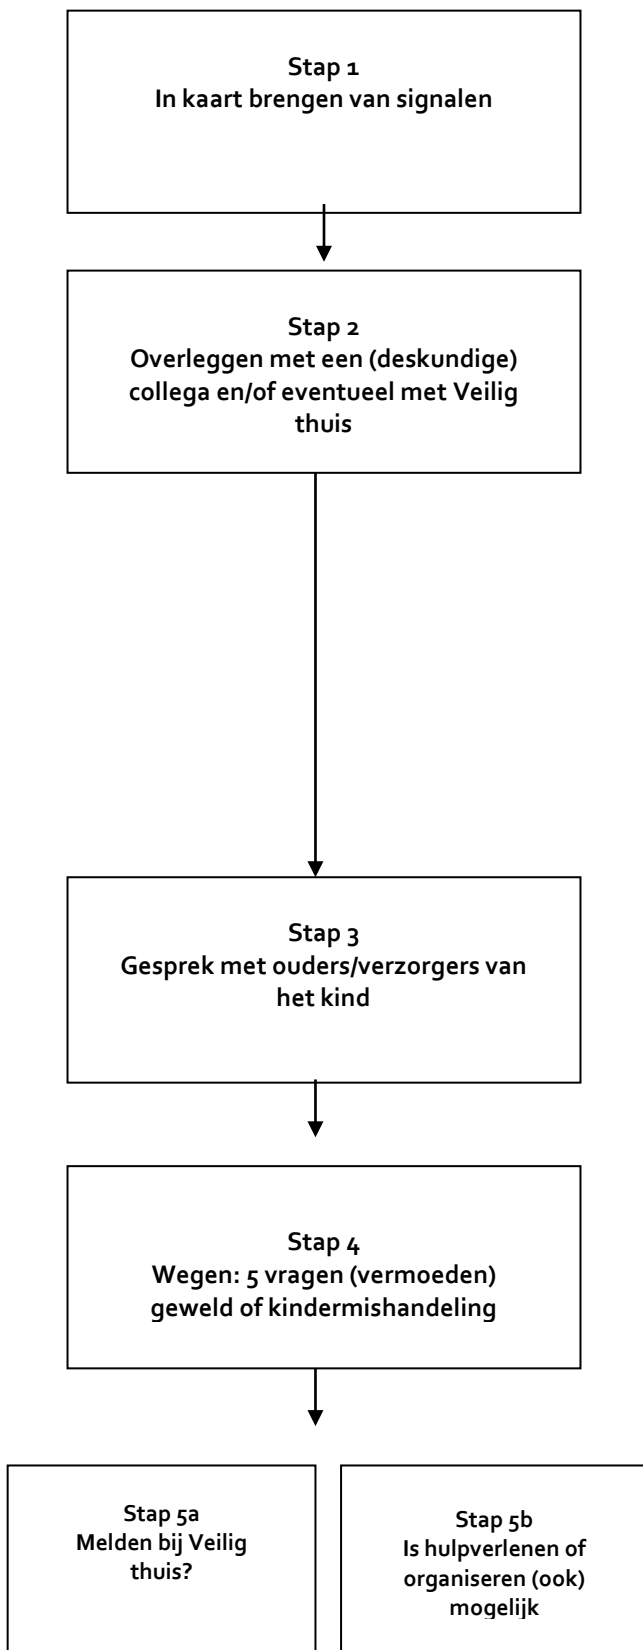 Stap 1
In kaart brengen van signalen
Stap 2
Overleggen met een (deskundige)
collega en/of eventueel met Veilig
thuis
Stap 3
Gesprek met ouders/verzorgers van
het kind
Stap 4
Wegen: 5 vragen (vermoeden)
geweld of kindermishandeling
Stap 5a
Melden bij Veilig
thuis?
Stap 5b
Is hulpverlenen of
organiseren (ook)
mogelijk